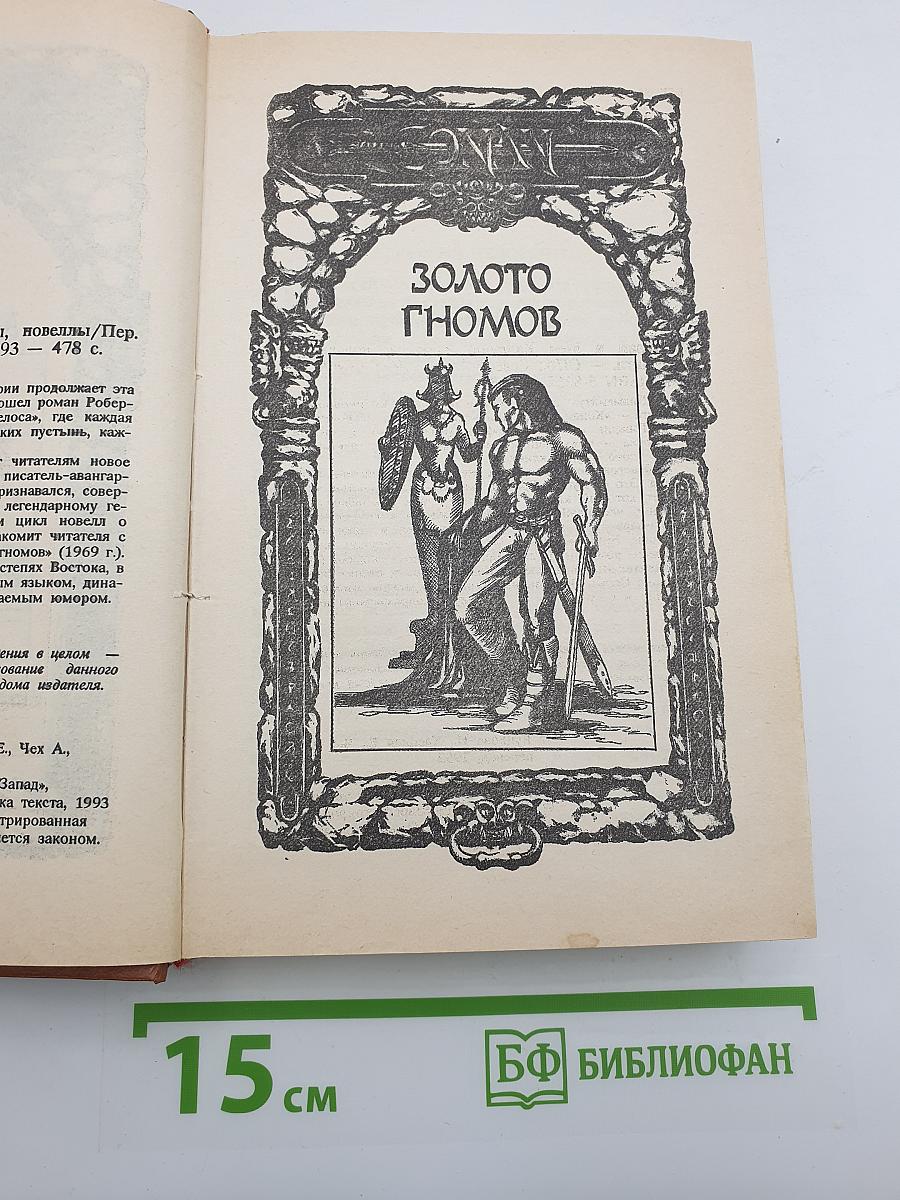 ы, новеллы/Пер.
93 — 478 с.
рии продолжает эта
ошел роман Робер-
елоса», где каждая
ких пустынь, каж-
т читателям новое
писатель-авангар-
ризнавался, совер-
легендарному ге-
и цикл новелл о
акомит читателя с
гномов» (1969 г.).
степях Востока, в
ым языком, дина-
аемым юмором.
ения в целом —
ование данного
дома издателя.
Е., Чех А.,
Запад»,
ка текста, 1993
трированная
ется законом.
CONAN
ЗОЛОТО
ГНОМОВ
15 см
БФ БИБЛИОФАН